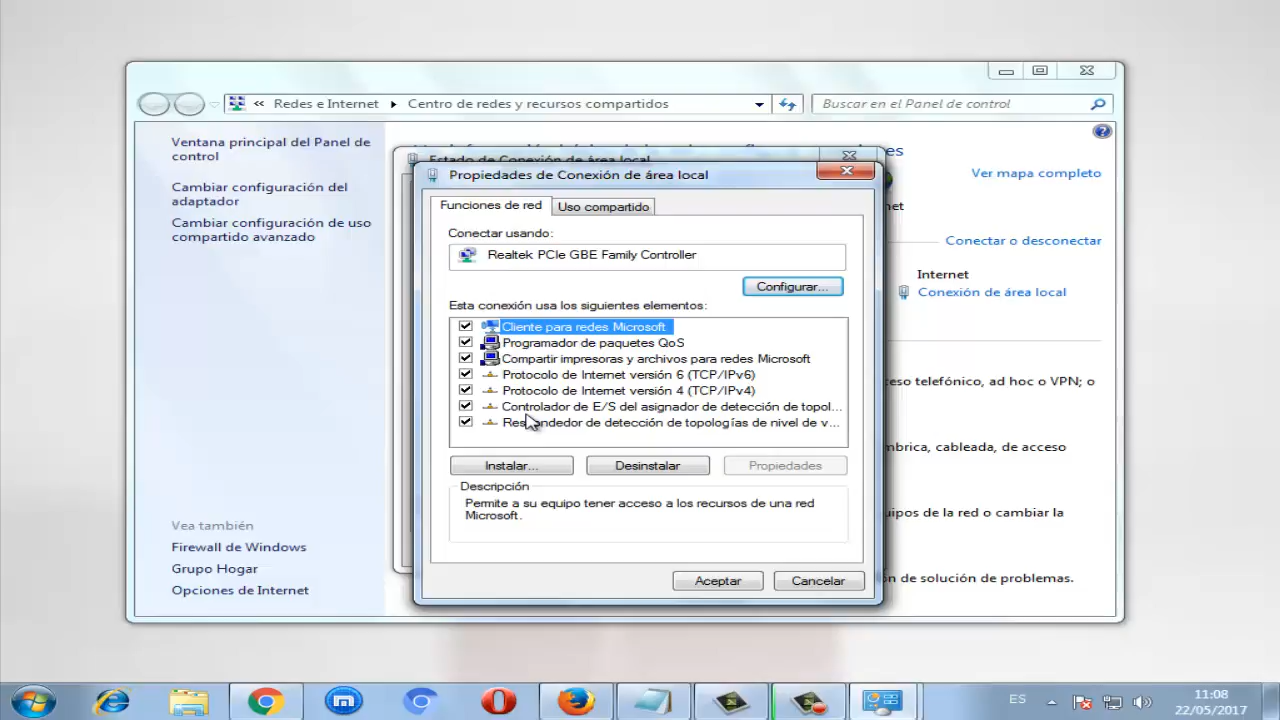 Redes e Internet
Centro de redes y recursos compartidos
Buscar en el Panel de control
Ventana principal del Panel de
control
Cambiar configuración del
adaptador
Cambiar configuración de uso
compartido avanzado
Vea también
Firewall de Windows
Grupo Hogar
Opciones de Internet
Estado de Conexión de área local
Propiedades de Conexión de área local
Funciones de red
Uso compartido
Conectar usando:
Realtek PCIe GBE Family Controller
Configurar...
Esta conexión usa los siguientes elementos:
Cliente para redes Microsoft
Programador de paquetes QoS
Compartir impresoras y archivos para redes Microsoft
Protocolo de Internet versión 6 (TCP/IPv6)
Protocolo de Internet versión 4 (TCP/IPv4)
Controlador de E/S del asignador de detección de topol...
de detección de topologías de nivel de v...
Instalar...
Desinstalar
Propiedades
Descripción
Permite a su equipo tener acceso a los recursos de una red
Microsoft.
Aceptar
Cancelar
Ver mapa completo
Conectar o desconectar
Internet
Conexión de área local
telefónico, ad hoc o VPN; o
cableada, de acceso
de la red o cambiar la
de solución de problemas.
ES
11:08
22/05/2017